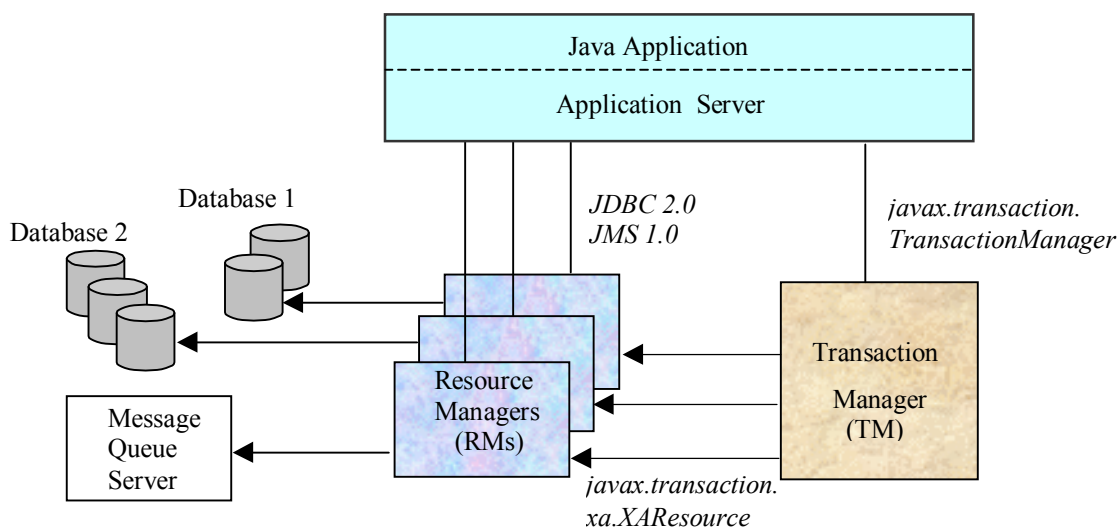 Java Application
Application Server
Database 1
Database 2
JDBC 2.0
JMS 1.0
javax.transaction.
TransactionManager
Resource
Managers
(RMs)
Transaction
Manager
(TM)
Message
Queue
Server
javax.transaction.
xa.XAResource